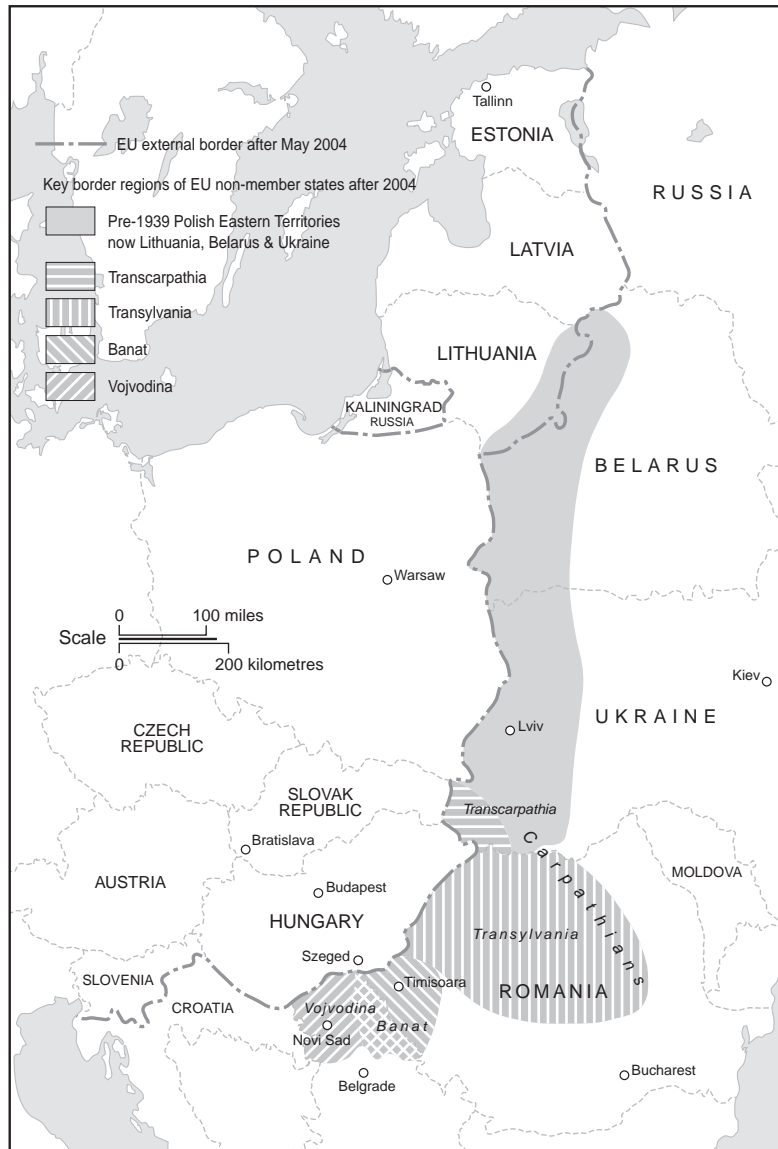 Tallinn
ESTONIA
EU external border after May 2004
Key border regions of EU non-member states after 2004
Pre-1939 Polish Eastern Territories
now Lithuania, Belarus & Ukraine
Transcarpathia
Transylvania
Banat
Vojvodina
RUSSIA
LATVIA
LITHUANIA
KALININGRAD
RUSSIA
BELARUS
POLAND
Warsaw
0 100 miles
Scale
0 200 kilometres
Kiev
Lviv
UKRAINE
CZECH
REPUBLIC
SLOVAK
REPUBLIC
Transcarpathia
Bratislava
Carpathians
MOLDOVA
AUSTRIA
Budapest
HUNGARY
Transylvania
Szeged
SLOVENIA
Timisoara
ROMANIA
CROATIA
Vojvodina
Banat
Novi Sad
Belgrade
Bucharest